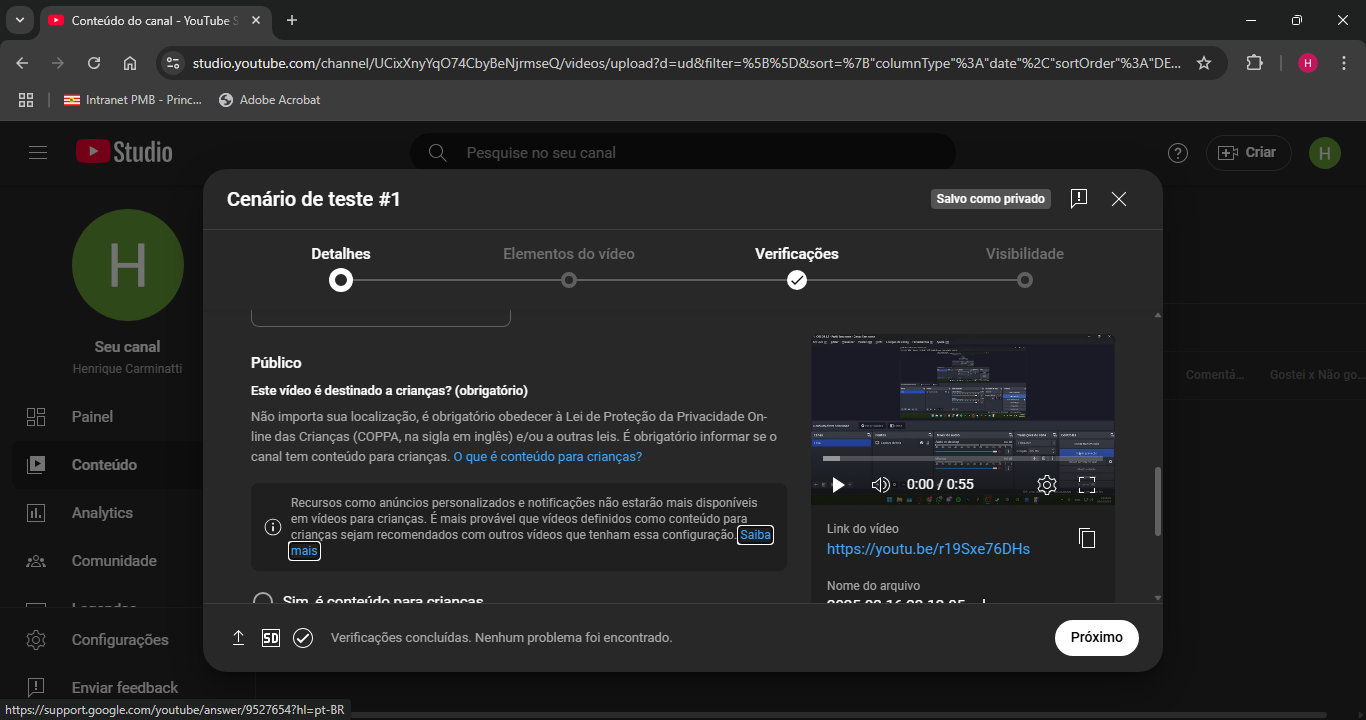 Conteúdo do canal - YouTube S
studio.youtube.com/channel/UCixXnyYqO74CbyBeNjrmseQ/videos/upload?d=ud&filter=%5B%5D&sort=%7B"columnType"%3A"date"%2C"sortOrder"%3A"DE...
H
Intranet PMB - Princ...
Adobe Acrobat
Studio
Pesquise no seu canal
Criar
H
Cenário de teste #1
Salvo como privado
Detalhes
Elementos do vídeo
Verificações
Visibilidade
H
Seu canal
Henrique Carminatti
Painel
Conteúdo
Analytics
Comunidade
Legendas
Configurações
Enviar feedback
Público
Este vídeo é destinado a crianças? (obrigatório)
Não importa sua localização, é obrigatório obedecer à Lei de Proteção da Privacidade On-
line das Crianças (COPPA, na sigla em inglês) e/ou a outras leis. É obrigatório informar se o
canal tem conteúdo para crianças. O que é conteúdo para crianças?
Recursos como anúncios personalizados e notificações não estarão mais disponíveis
em vídeos para crianças. É mais provável que vídeos definidos como conteúdo para
crianças sejam recomendados com outros vídeos que tenham essa configuração. Saiba
mais
Sim, é conteúdo para crianças
0:00 / 0:55
Link do vídeo
https://youtu.be/r19Sxe76DHs
Nome do arquivo
Comentá...
Gostei x Não go...
SD
Verificações concluídas. Nenhum problema foi encontrado.
Próximo
https://support.google.com/youtube/answer/9527654?hl=pt-BR